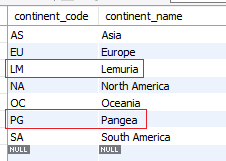 continent_code continent_name
AS Asia
EU Europe
LM Lemuria
NA North America
OC Oceania
PG Pangea
SA South America
NULL NULL